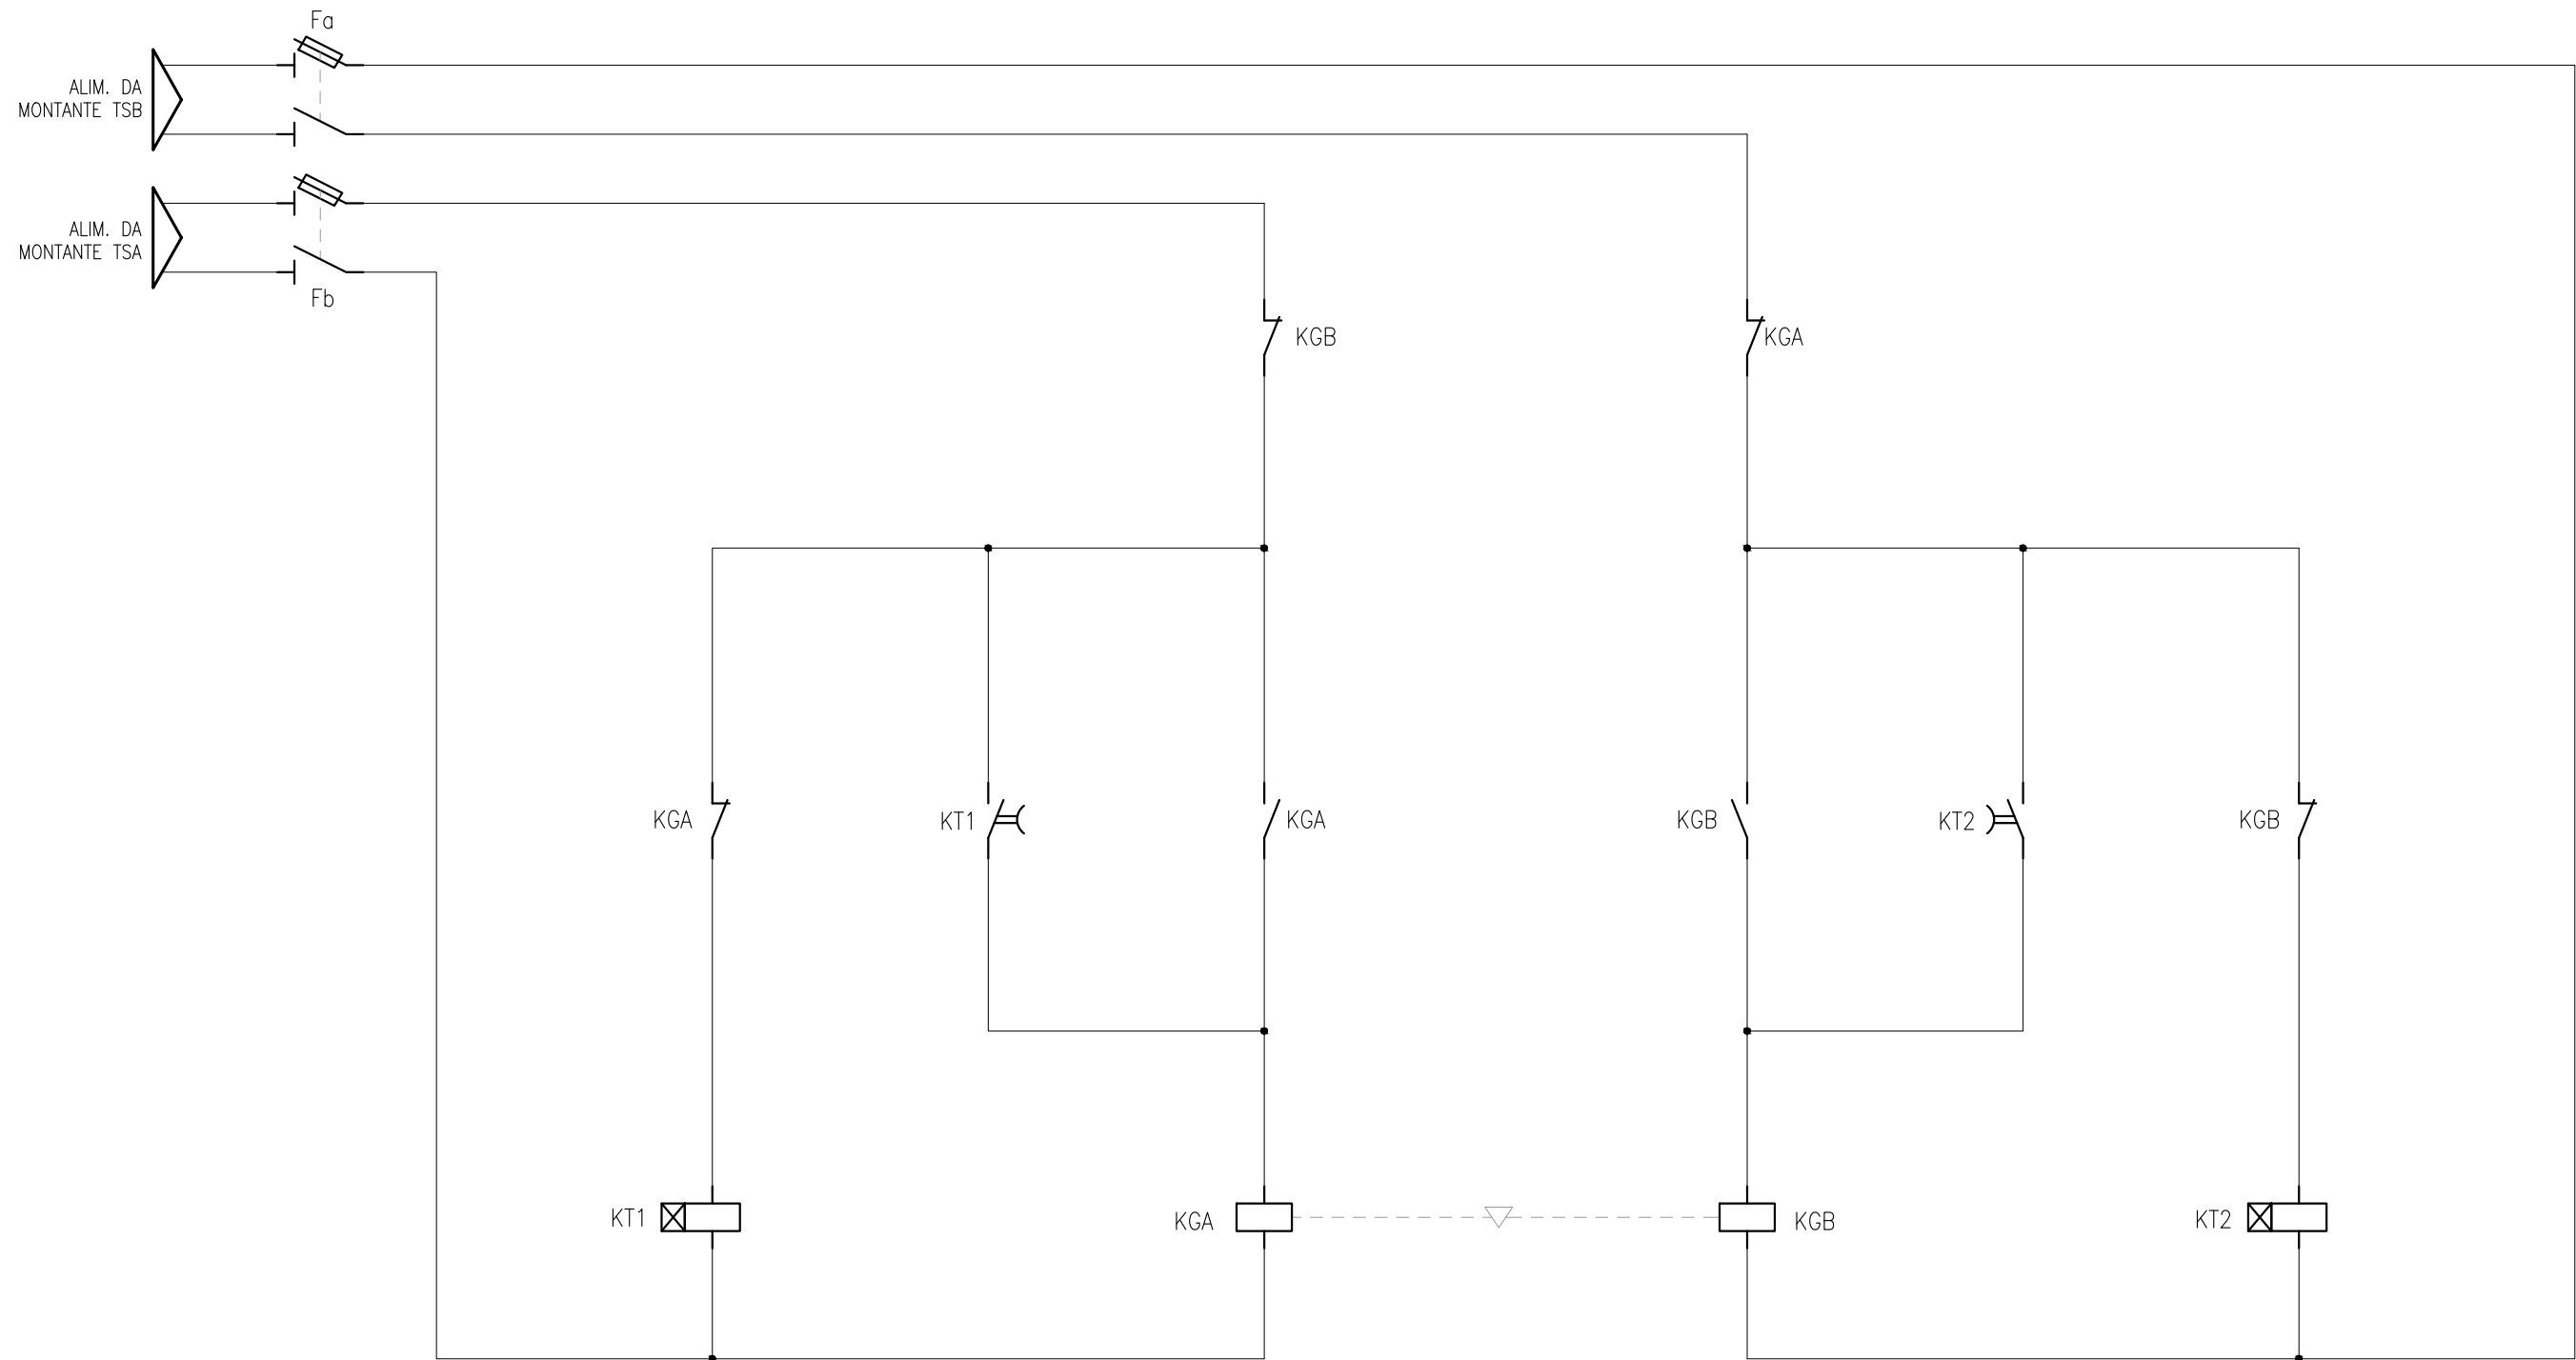 Fa
ALIM. DA
MONTANTE TSB
ALIM. DA
MONTANTE TSA
Fb
KGB
KGA
KGA
KT1
KGA
KGB
KT2
KGB
KT1
KGA
KGB
KT2